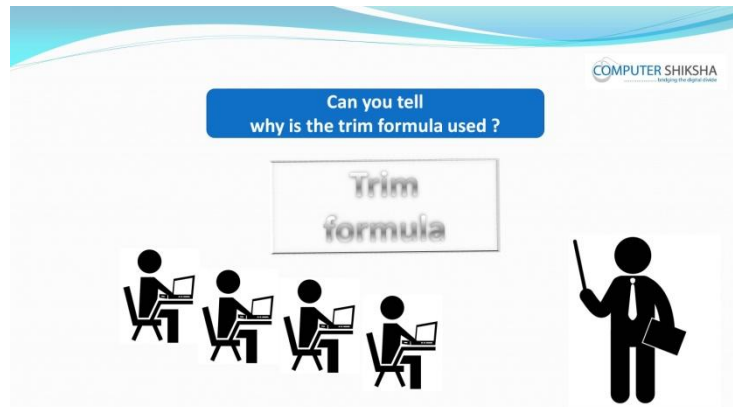 COMPUTER SHIKSHA
bridging the digital divide
Can you tell
why is the trim formula used ?
Trim
formula